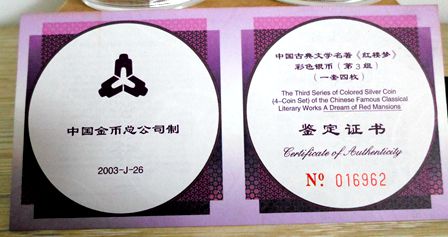 中国金币总公司制
2003-J-26
中国古典文学名著《红楼梦》
彩色银币（第3组）
（一套四枚）
The Third Series of Colored Silver Coin
(4-Coin Set) of the Chinese Famous Classical
Literary Works A Dream of Red Mansions
鉴定证书
Certificate of Authenticity
Nº 016962